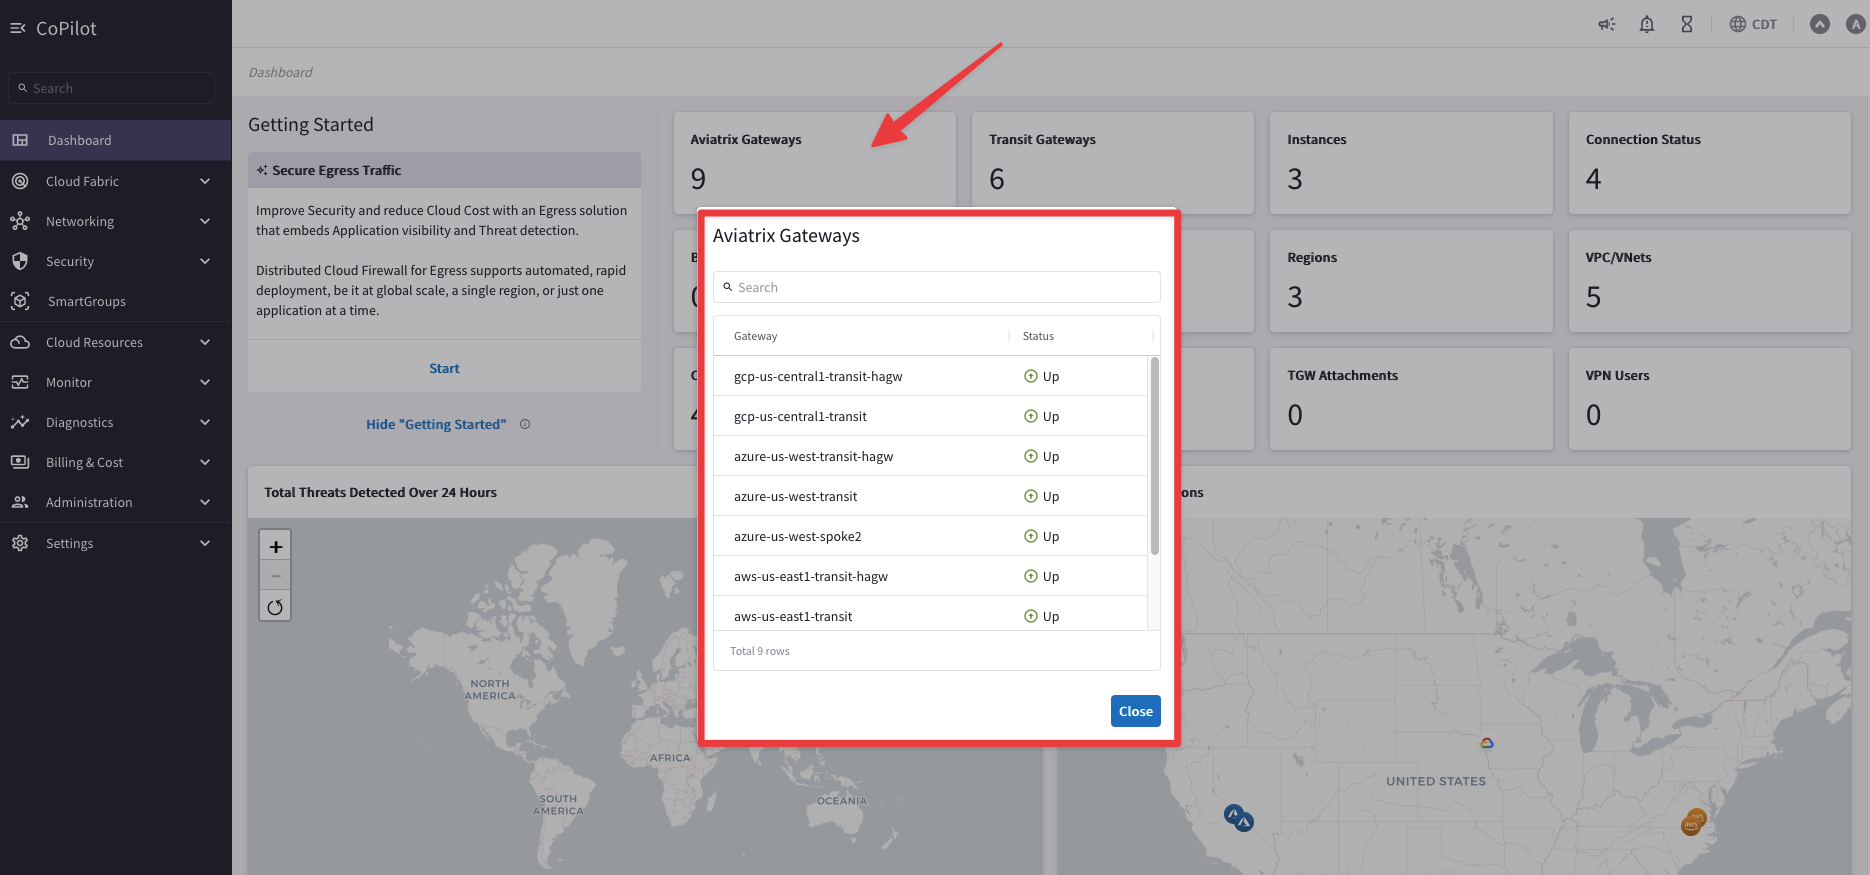 CoPilot
Search
Dashboard
Cloud Fabric
Networking
Security
SmartGroups
Cloud Resources
Monitor
Diagnostics
Billing & Cost
Administration
Settings
CDT
A
Dashboard
Getting Started
Secure Egress Traffic
Improve Security and reduce Cloud Cost with an Egress solution
that embeds Application visibility and Threat detection.
Distributed Cloud Firewall for Egress supports automated, rapid
deployment, be it at global scale, a single region, or just one
application at a time.
Start
Hide "Getting Started"
Aviatrix Gateways
9
Transit Gateways
6
Instances
3
Connection Status
4
Regions
3
VPC/VNets
5
TGW Attachments
0
VPN Users
0
Aviatrix Gateways
Search
Gateway Status
gcp-us-central1-transit-hagw Up
gcp-us-central1-transit Up
azure-us-west-transit-hagw Up
azure-us-west-transit Up
azure-us-west-spoke2 Up
aws-us-east1-transit-hagw Up
aws-us-east1-transit Up
Total 9 rows
Close
Total Threats Detected Over 24 Hours
+
−
NORTH
AMERICA
SOUTH
AMERICA
AFRICA
OCEANIA
ons
UNITED STATES
aws
aws